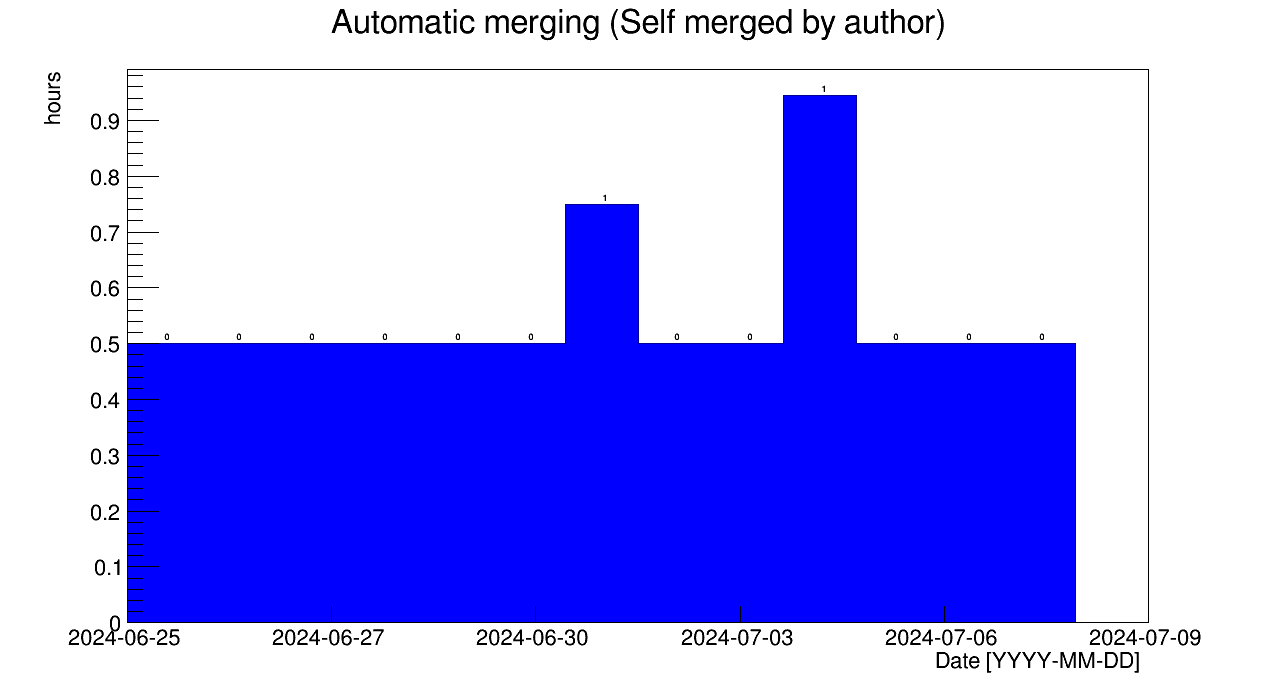 Automatic merging (Self merged by author)
hours
0.9
0.8
0.7
0.6
0.5
0.4
0.3
0.2
0.1
0
1
1
0 0 0 0 0 0 0 0 0 0 0
2024-06-25 2024-06-27 2024-06-30 2024-07-03 2024-07-06 2024-07-09
Date [YYYY-MM-DD]